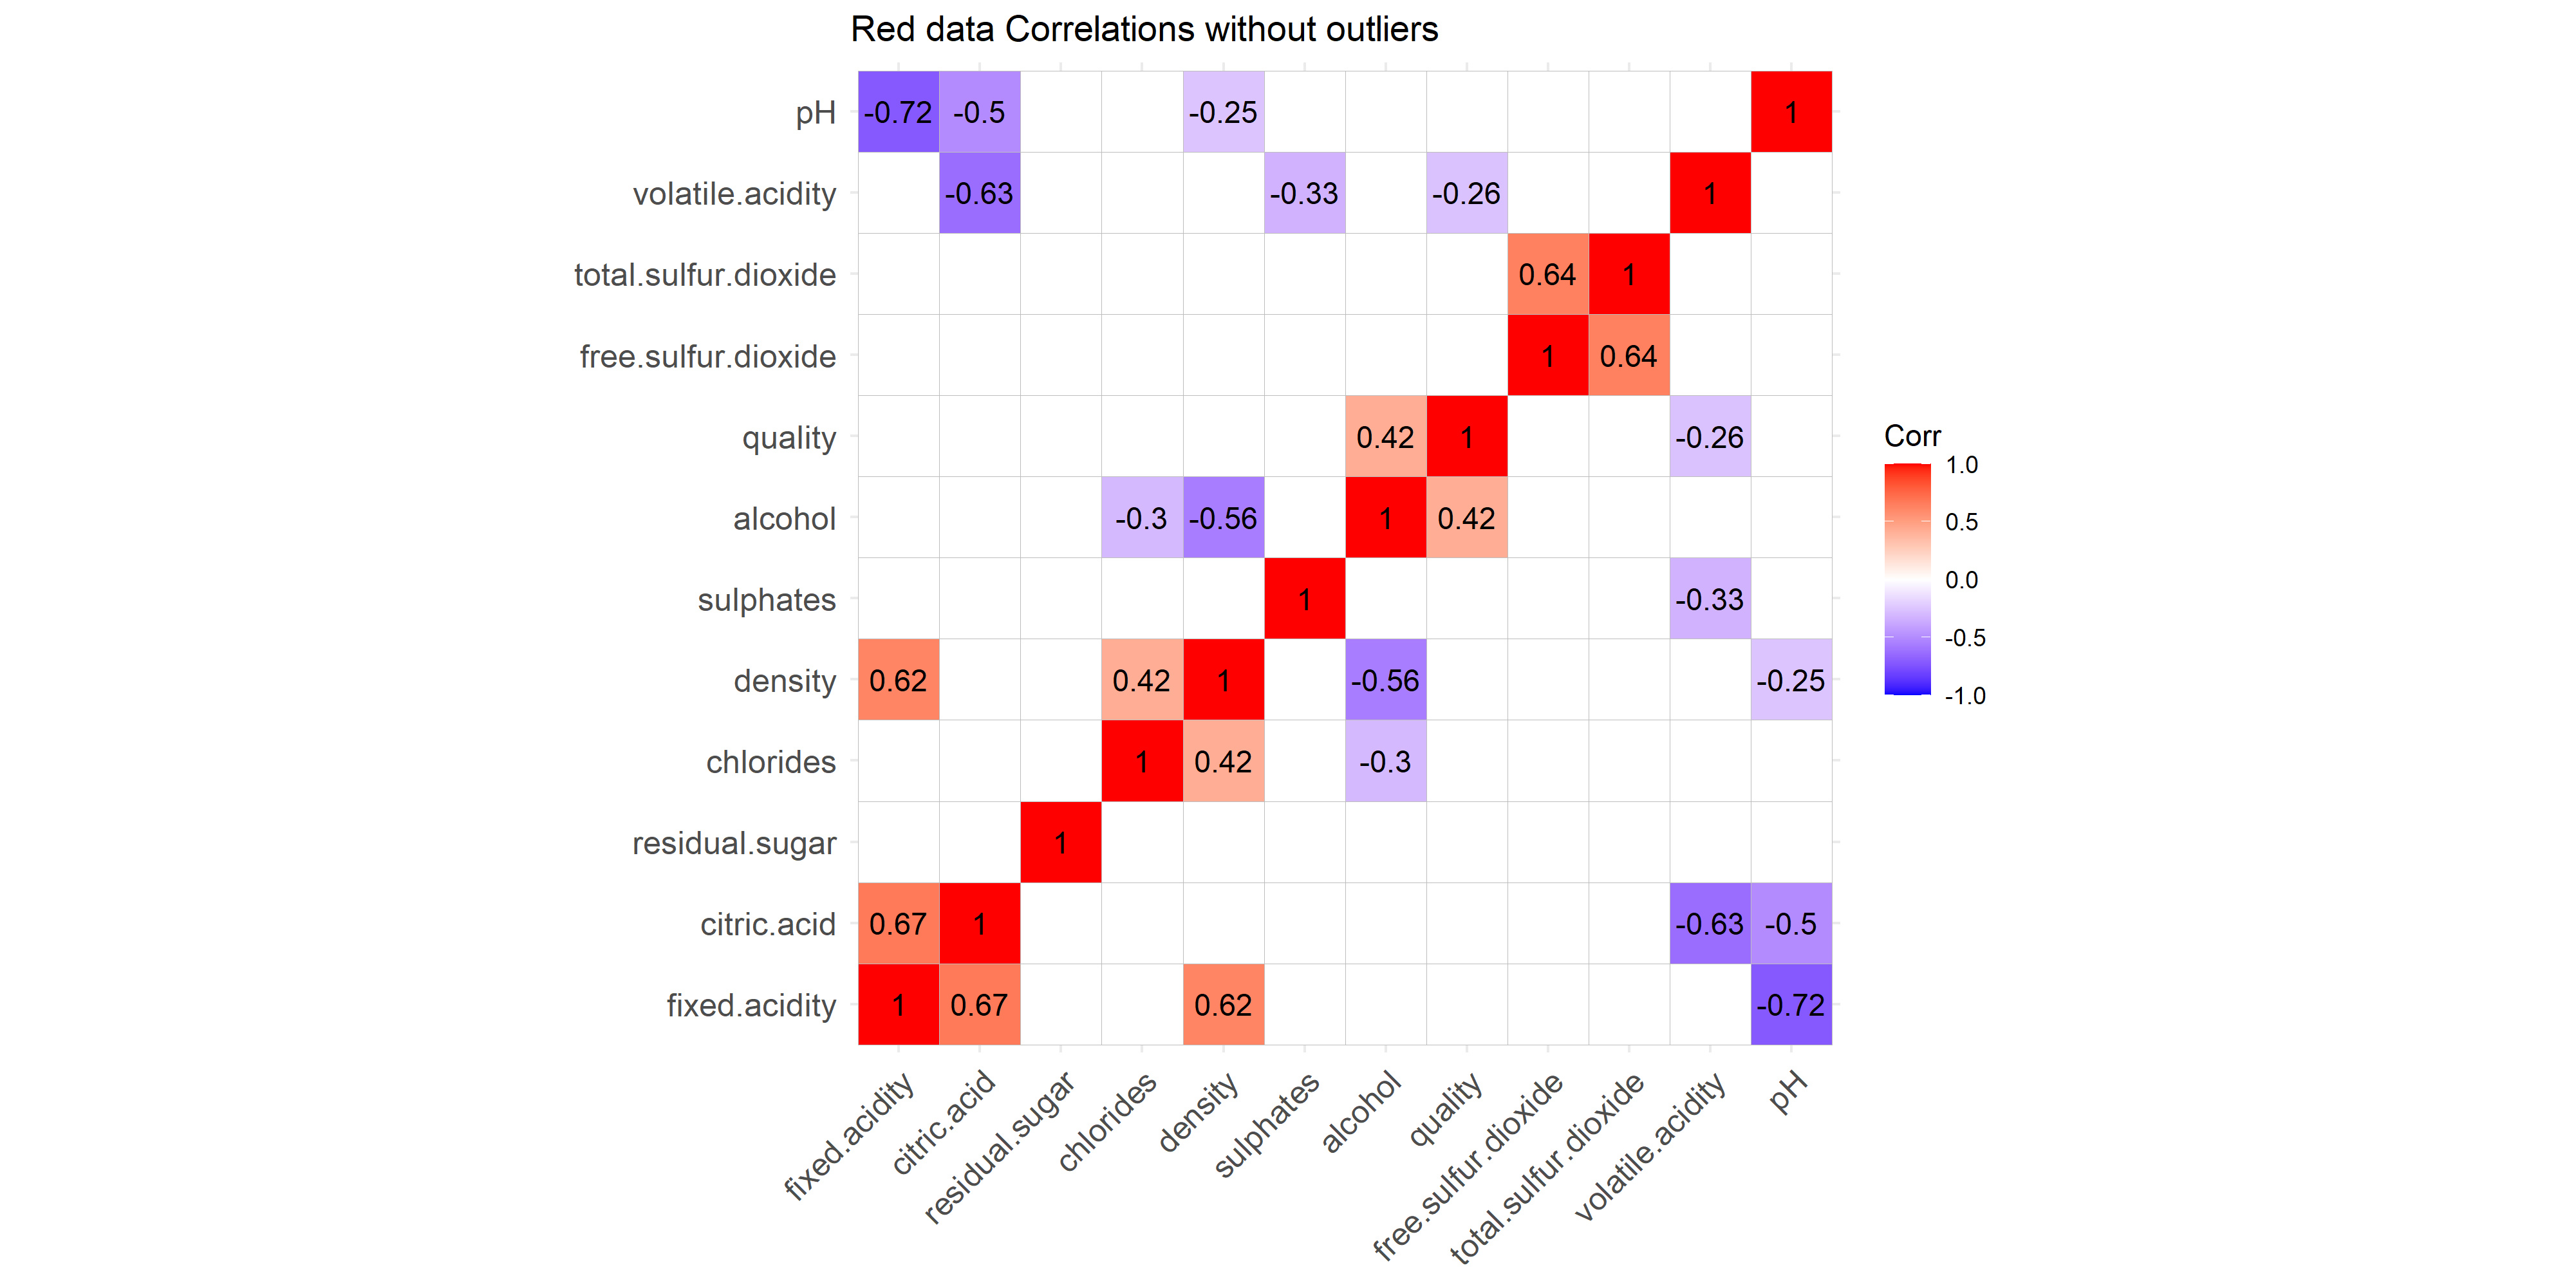 Red data Correlations without outliers
pH -0.72 -0.5 -0.25 1
volatile.acidity -0.63 -0.33 -0.26 1
total.sulfur.dioxide 0.64 1
free.sulfur.dioxide 1 0.64
quality 0.42 1 -0.26
alcohol -0.3 -0.56 1 0.42
sulphates 1 -0.33
density 0.62 0.42 1 -0.56 -0.25
chlorides 1 0.42 -0.3
residual.sugar 1
citric.acid 0.67 1 -0.63 -0.5
fixed.acidity 1 0.67 0.62 -0.72
fixed.acidity
citric.acid
residual.sugar
chlorides
density
sulphates
alcohol
quality
free.sulfur.dioxide
total.sulfur.dioxide
volatile.acidity
pH
Corr
1.0
0.5
0.0
-0.5
-1.0